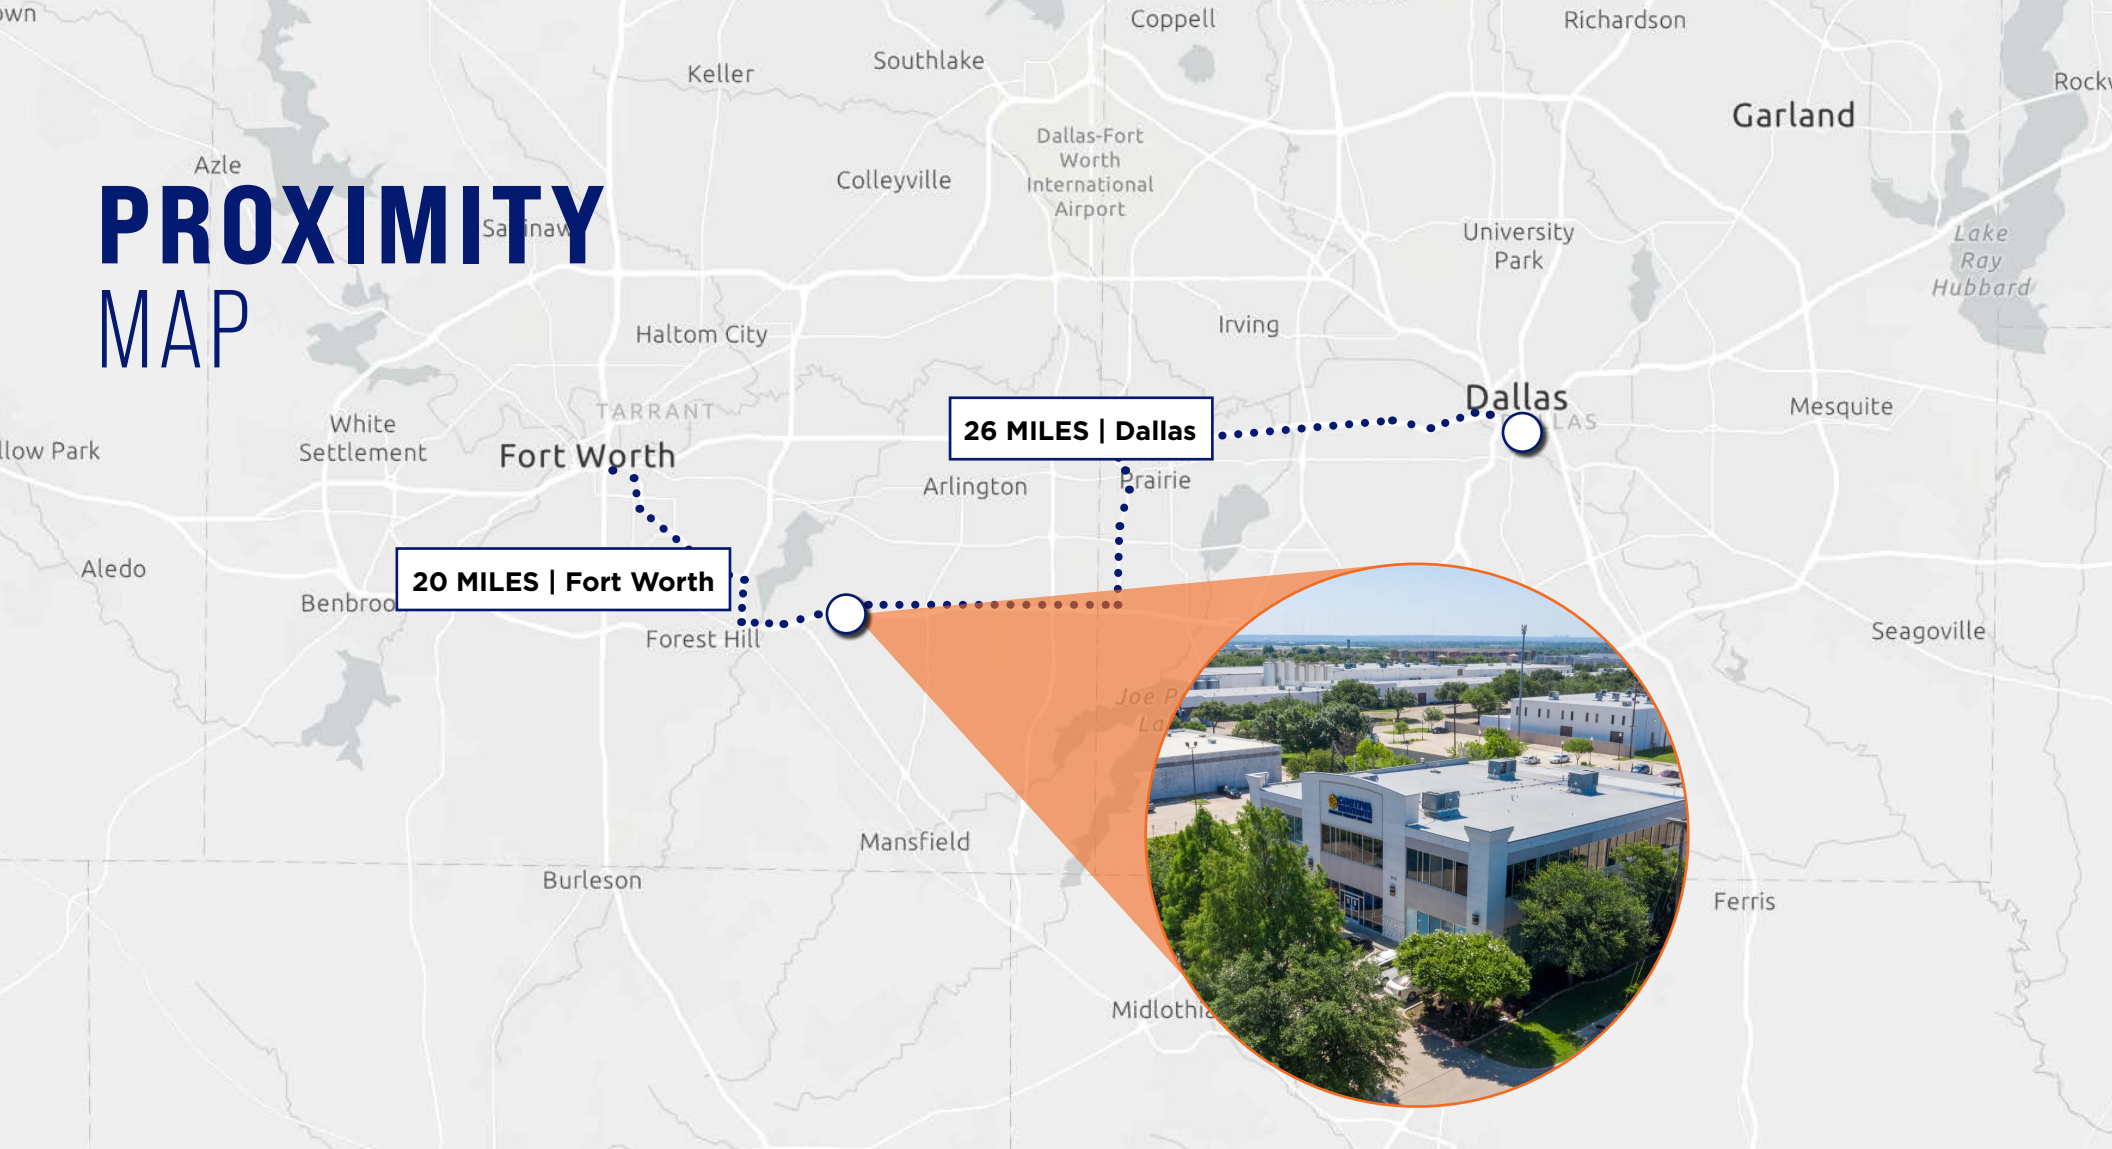 Coppell
Richardson
Southlake
Keller
Garland
Dallas-Fort
Worth
International
Airport
Azle
Colleyville
PROXIMITY
MAP
University
Park
Lake
Ray
Hubbard
Irving
Haltom City
Dallas
Mesquite
TARRANT
White
Settlement
Fort Worth
26 MILES | Dallas
Arlington
Prairie
Aledo
20 MILES | Fort Worth
Forest Hill
Seagoville
Mansfield
Burleson
Ferris